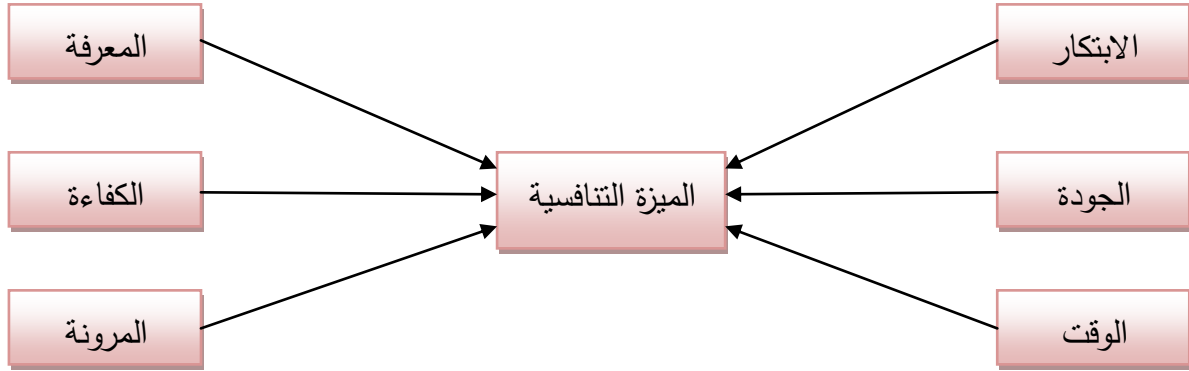 الابتكار
المعرفة
الجودة
الميزة التنافسية
الكفاءة
الوقت
المرونة